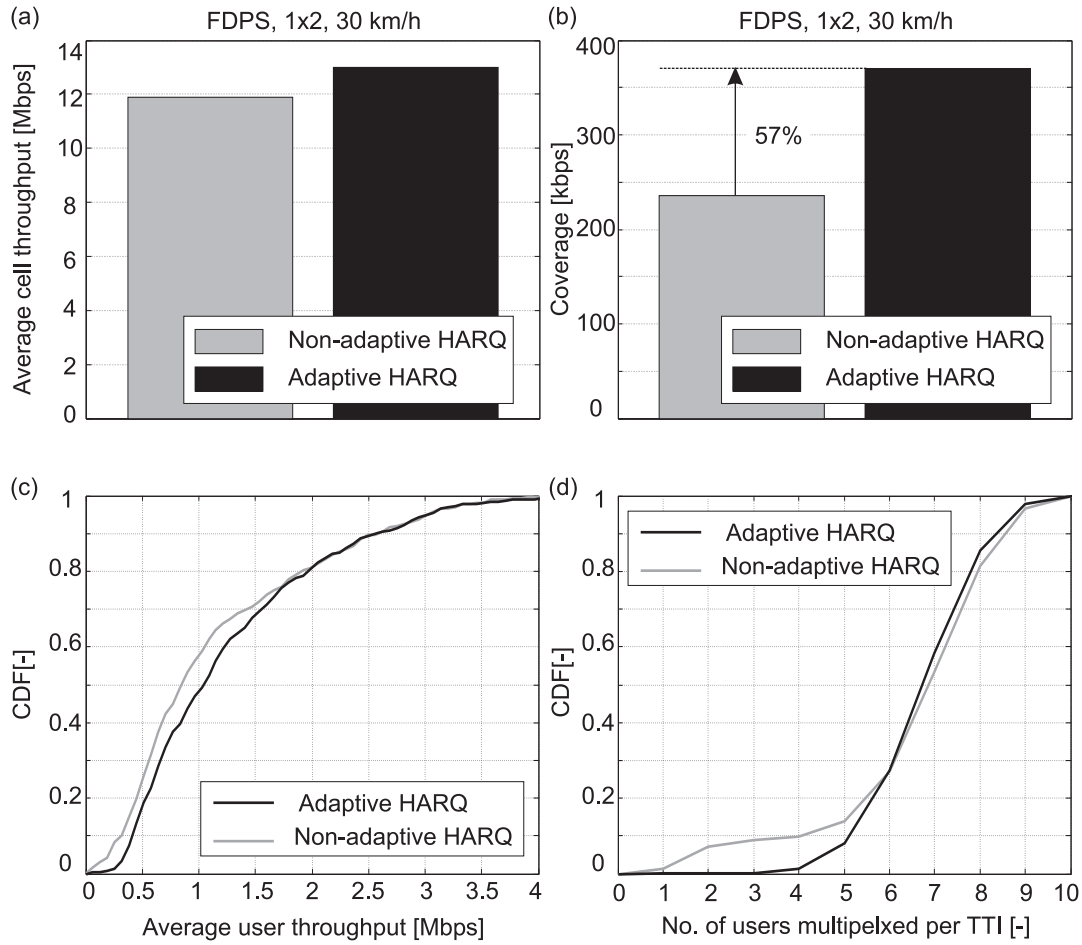 (a)
FDPS, 1x2, 30 km/h
Average cell throughput [Mbps]
14
12
10
8
6
4
2
0
Non-adaptive HARQ
Adaptive HARQ
(b)
FDPS, 1x2, 30 km/h
Coverage [kbps]
400
300
200
100
0
57%
Non-adaptive HARQ
Adaptive HARQ
(c)
CDF[-]
1
0.8
0.6
0.4
0.2
0
Adaptive HARQ
Non-adaptive HARQ
0 0.5 1 1.5 2 2.5 3 3.5 4
Average user throughput [Mbps]
(d)
CDF[-]
1
0.8
0.6
0.4
0.2
0
Adaptive HARQ
Non-adaptive HARQ
0 1 2 3 4 5 6 7 8 9 10
No. of users multipelxed per TTI [-]